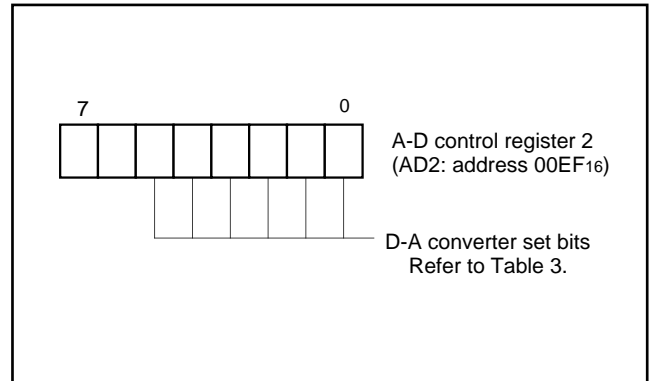 7 0
A-D control register 2
(AD2: address 00EF16)
D-A converter set bits
Refer to Table 3.